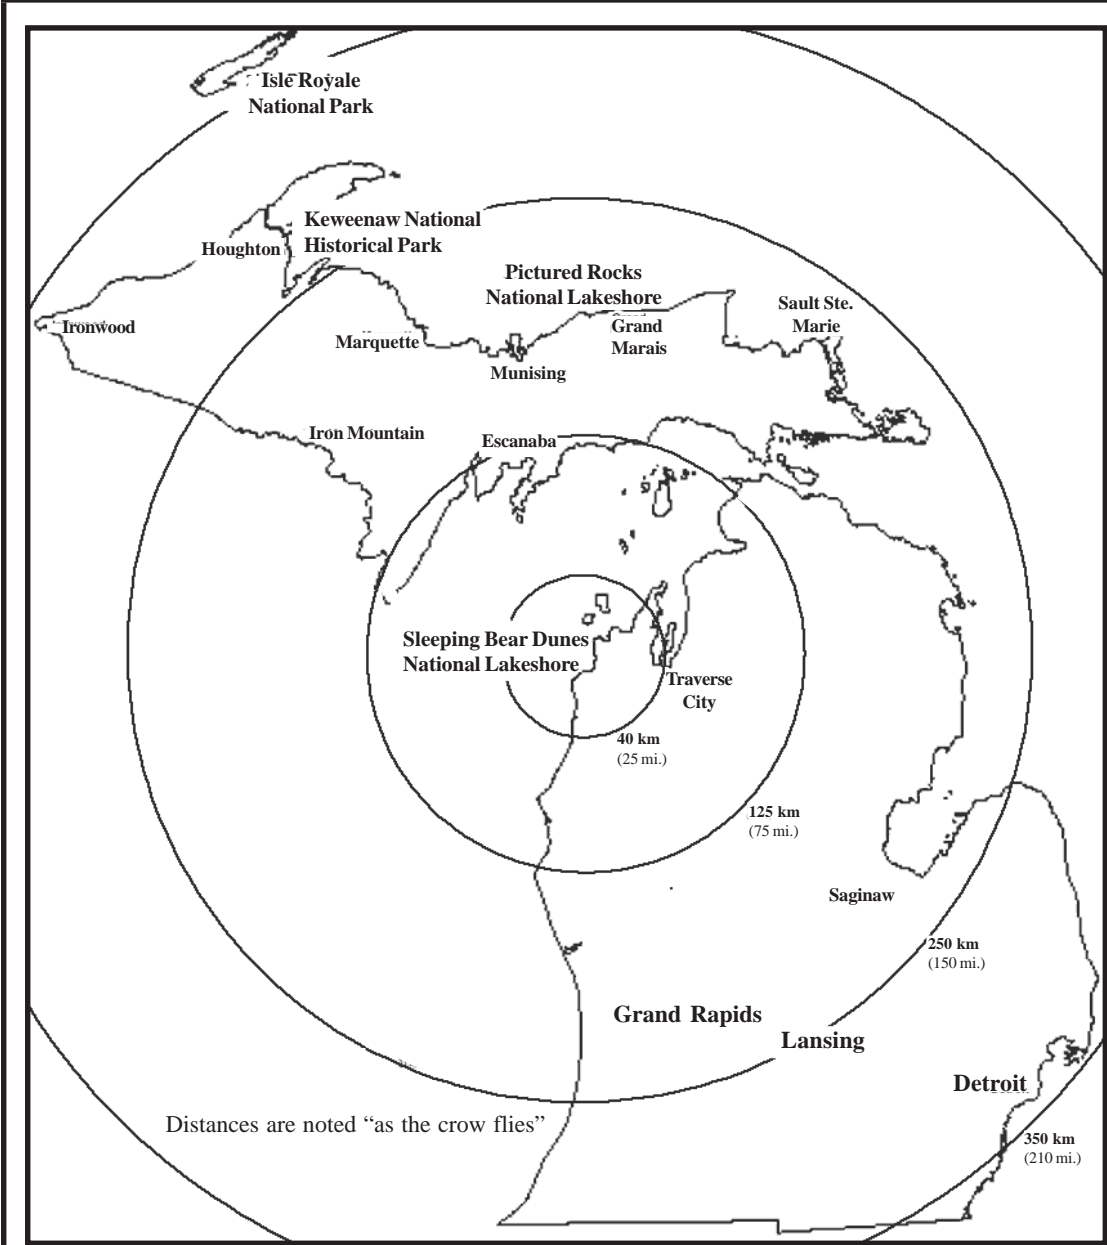 Isle Royale
National Park
Keweenaw National
Historical Park
Houghton
Pictured Rocks
National Lakeshore
Sault Ste.
Marie
Grand
Marais
Ironwood
Marquette
Munising
Iron Mountain
Escanaba
Sleeping Bear Dunes
National Lakeshore
Traverse
City
40 km
(25 mi.)
125 km
(75 mi.)
Saginaw
250 km
(150 mi.)
Grand Rapids
Lansing
Detroit
Distances are noted “as the crow flies”
350 km
(210 mi.)